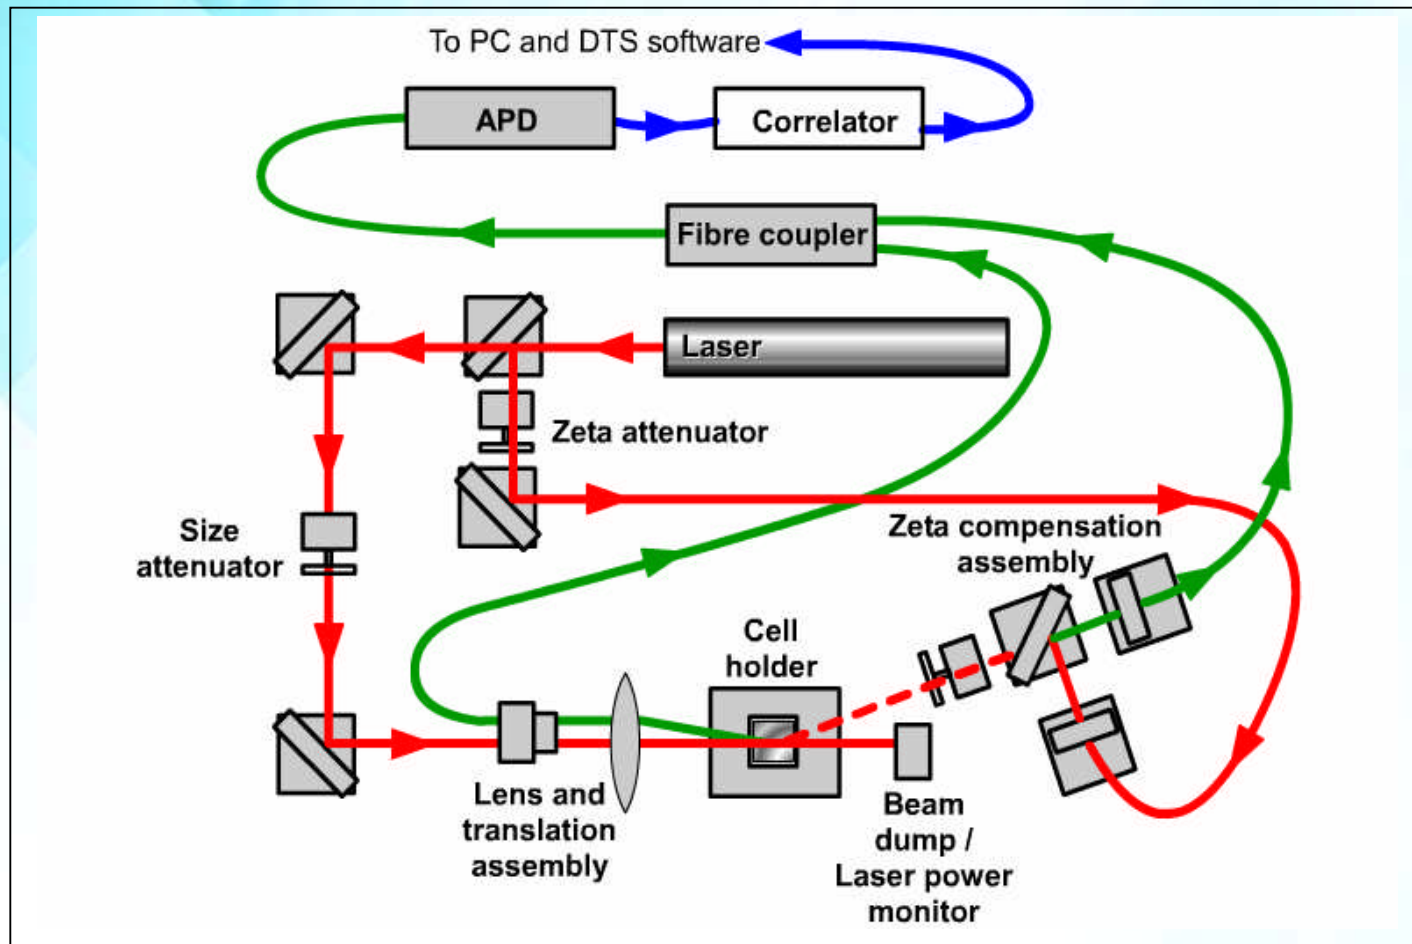 To PC and DTS software
APD
Correlator
Fibre coupler
Laser
Zeta attenuator
Size
attenuator
Zeta compensation
assembly
Cell
holder
Lens and
translation
assembly
Beam
dump /
Laser power
monitor